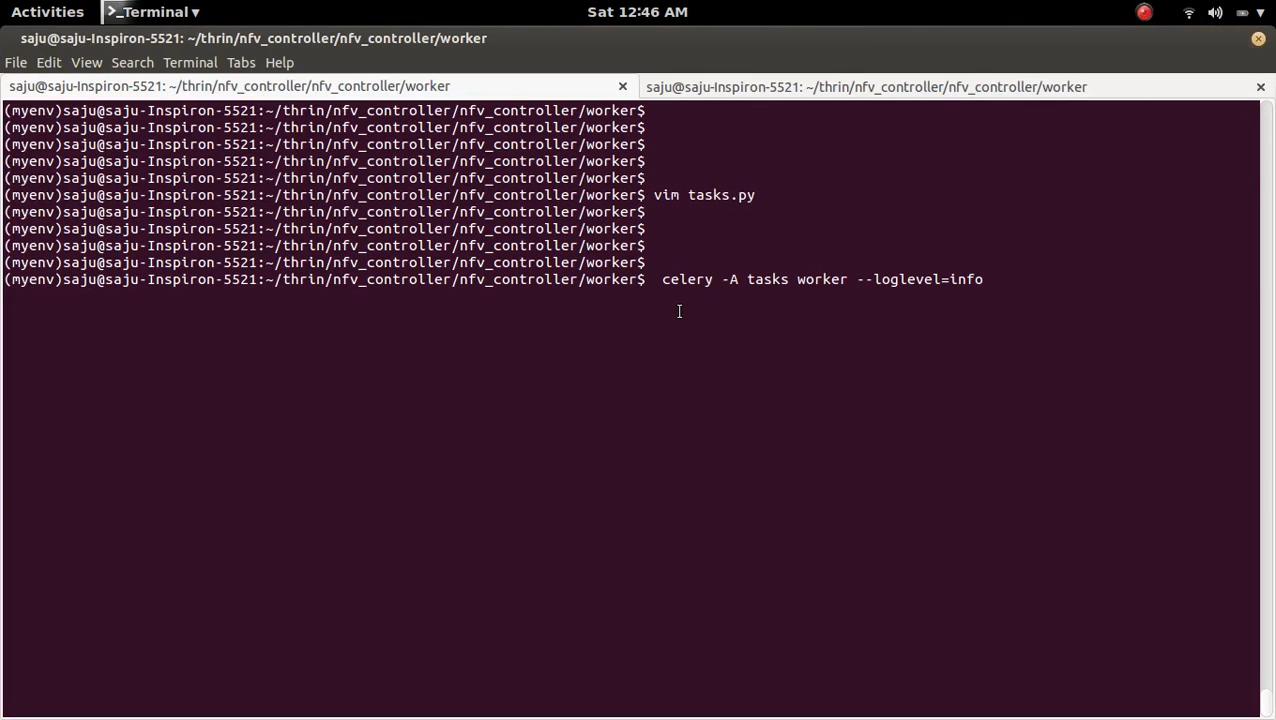 Activities >_Terminal ▾ Sat 12:46 AM
saju@saju-Inspiron-5521: ~/thrin/nfv_controller/nfv_controller/worker
File Edit View Search Terminal Tabs Help
saju@saju-Inspiron-5521: ~/thrin/nfv_controller/nfv_controller/worker × saju@saju-Inspiron-5521: ~/thrin/nfv_controller/nfv_controller/worker ×
(myenv)saju@saju-Inspiron-5521:~/thrin/nfv_controller/nfv_controller/worker$
(myenv)saju@saju-Inspiron-5521:~/thrin/nfv_controller/nfv_controller/worker$
(myenv)saju@saju-Inspiron-5521:~/thrin/nfv_controller/nfv_controller/worker$
(myenv)saju@saju-Inspiron-5521:~/thrin/nfv_controller/nfv_controller/worker$
(myenv)saju@saju-Inspiron-5521:~/thrin/nfv_controller/nfv_controller/worker$
(myenv)saju@saju-Inspiron-5521:~/thrin/nfv_controller/nfv_controller/worker$ vim tasks.py
(myenv)saju@saju-Inspiron-5521:~/thrin/nfv_controller/nfv_controller/worker$
(myenv)saju@saju-Inspiron-5521:~/thrin/nfv_controller/nfv_controller/worker$
(myenv)saju@saju-Inspiron-5521:~/thrin/nfv_controller/nfv_controller/worker$
(myenv)saju@saju-Inspiron-5521:~/thrin/nfv_controller/nfv_controller/worker$
(myenv)saju@saju-Inspiron-5521:~/thrin/nfv_controller/nfv_controller/worker$  celery -A tasks worker --loglevel=info